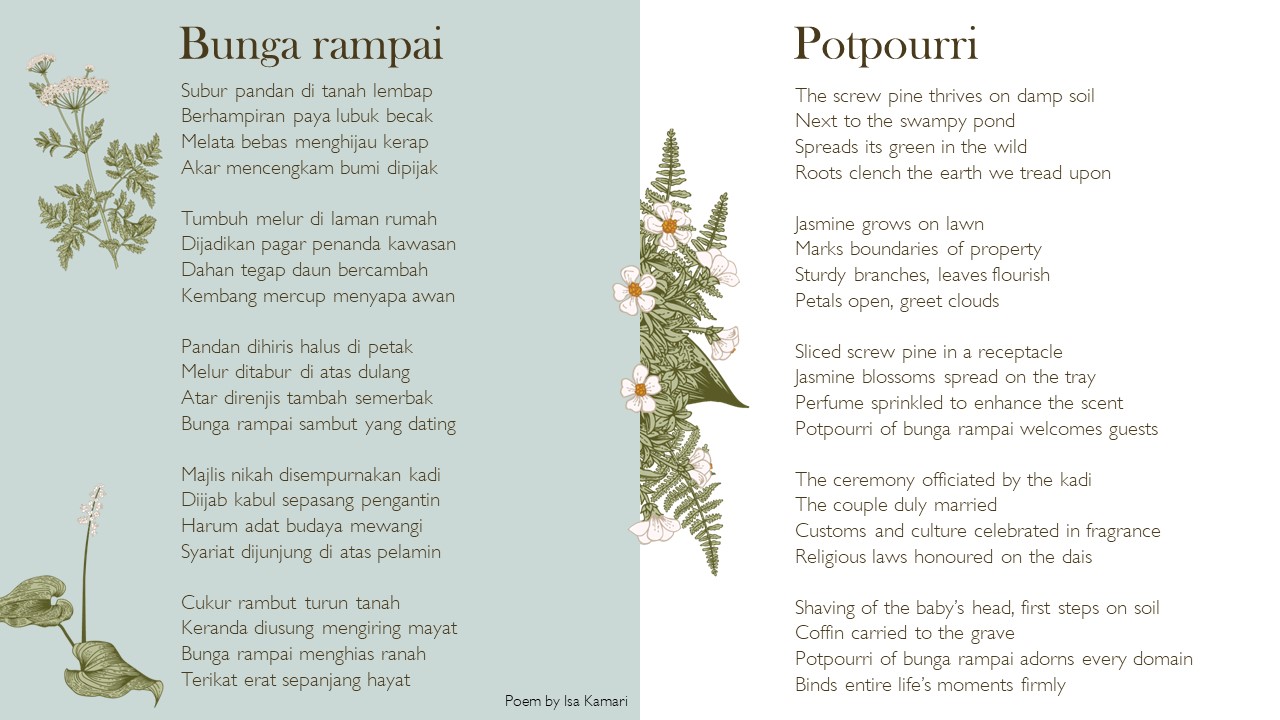 Bunga rampai
Subur pandan di tanah lembap
Berhampiran paya lubuk becak
Melata bebas menghijau kerap
Akar mencengkam bumi dipijak
Tumbuh melur di laman rumah
Dijadikan pagar penanda kawasan
Dahan tegap daun bercambah
Kembang mercup menyapa awan
Pandan dihiris halus di petak
Melur ditabur di atas dulang
Atar direnjis tambah semerbak
Bunga rampai sambut yang dating
Majlis nikah disempurnakan kadi
Diijab kabul sepasang pengantin
Harum adat budaya mewangi
Syariat dijunjung di atas pelamin
Cukur rambut turun tanah
Keranda diusung mengiring mayat
Bunga rampai menghias ranah
Terikat erat sepanjang hayat
Poem by Isa Kamari
Potpourri
The screw pine thrives on damp soil
Next to the swampy pond
Spreads its green in the wild
Roots clench the earth we tread upon
Jasmine grows on lawn
Marks boundaries of property
Sturdy branches, leaves flourish
Petals open, greet clouds
Sliced screw pine in a receptacle
Jasmine blossoms spread on the tray
Perfume sprinkled to enhance the scent
Potpourri of bunga rampai welcomes guests
The ceremony officiated by the kadi
The couple duly married
Customs and culture celebrated in fragrance
Religious laws honoured on the dais
Shaving of the baby’s head, first steps on soil
Coffin carried to the grave
Potpourri of bunga rampai adorns every domain
Binds entire life’s moments firmly